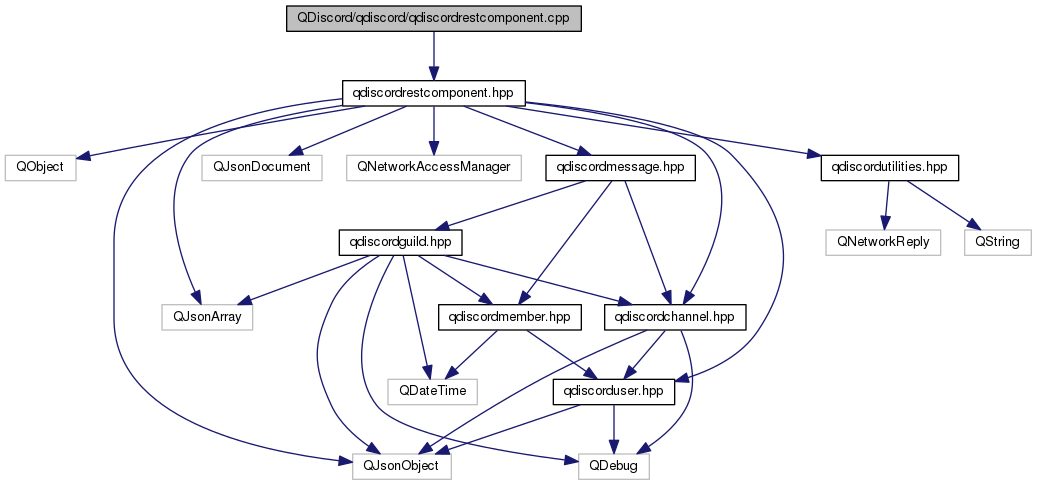 QDiscord/qdiscord/qdiscordrestcomponent.cpp
qdiscordrestcomponent.hpp
QObject
QJsonDocument
QNetworkAccessManager
qdiscordmessage.hpp
qdiscordutilities.hpp
qdiscordguild.hpp
QNetworkReply
QString
QJsonArray
qdiscordmember.hpp
qdiscordchannel.hpp
QDateTime
qdiscorduser.hpp
QJsonObject
QDebug